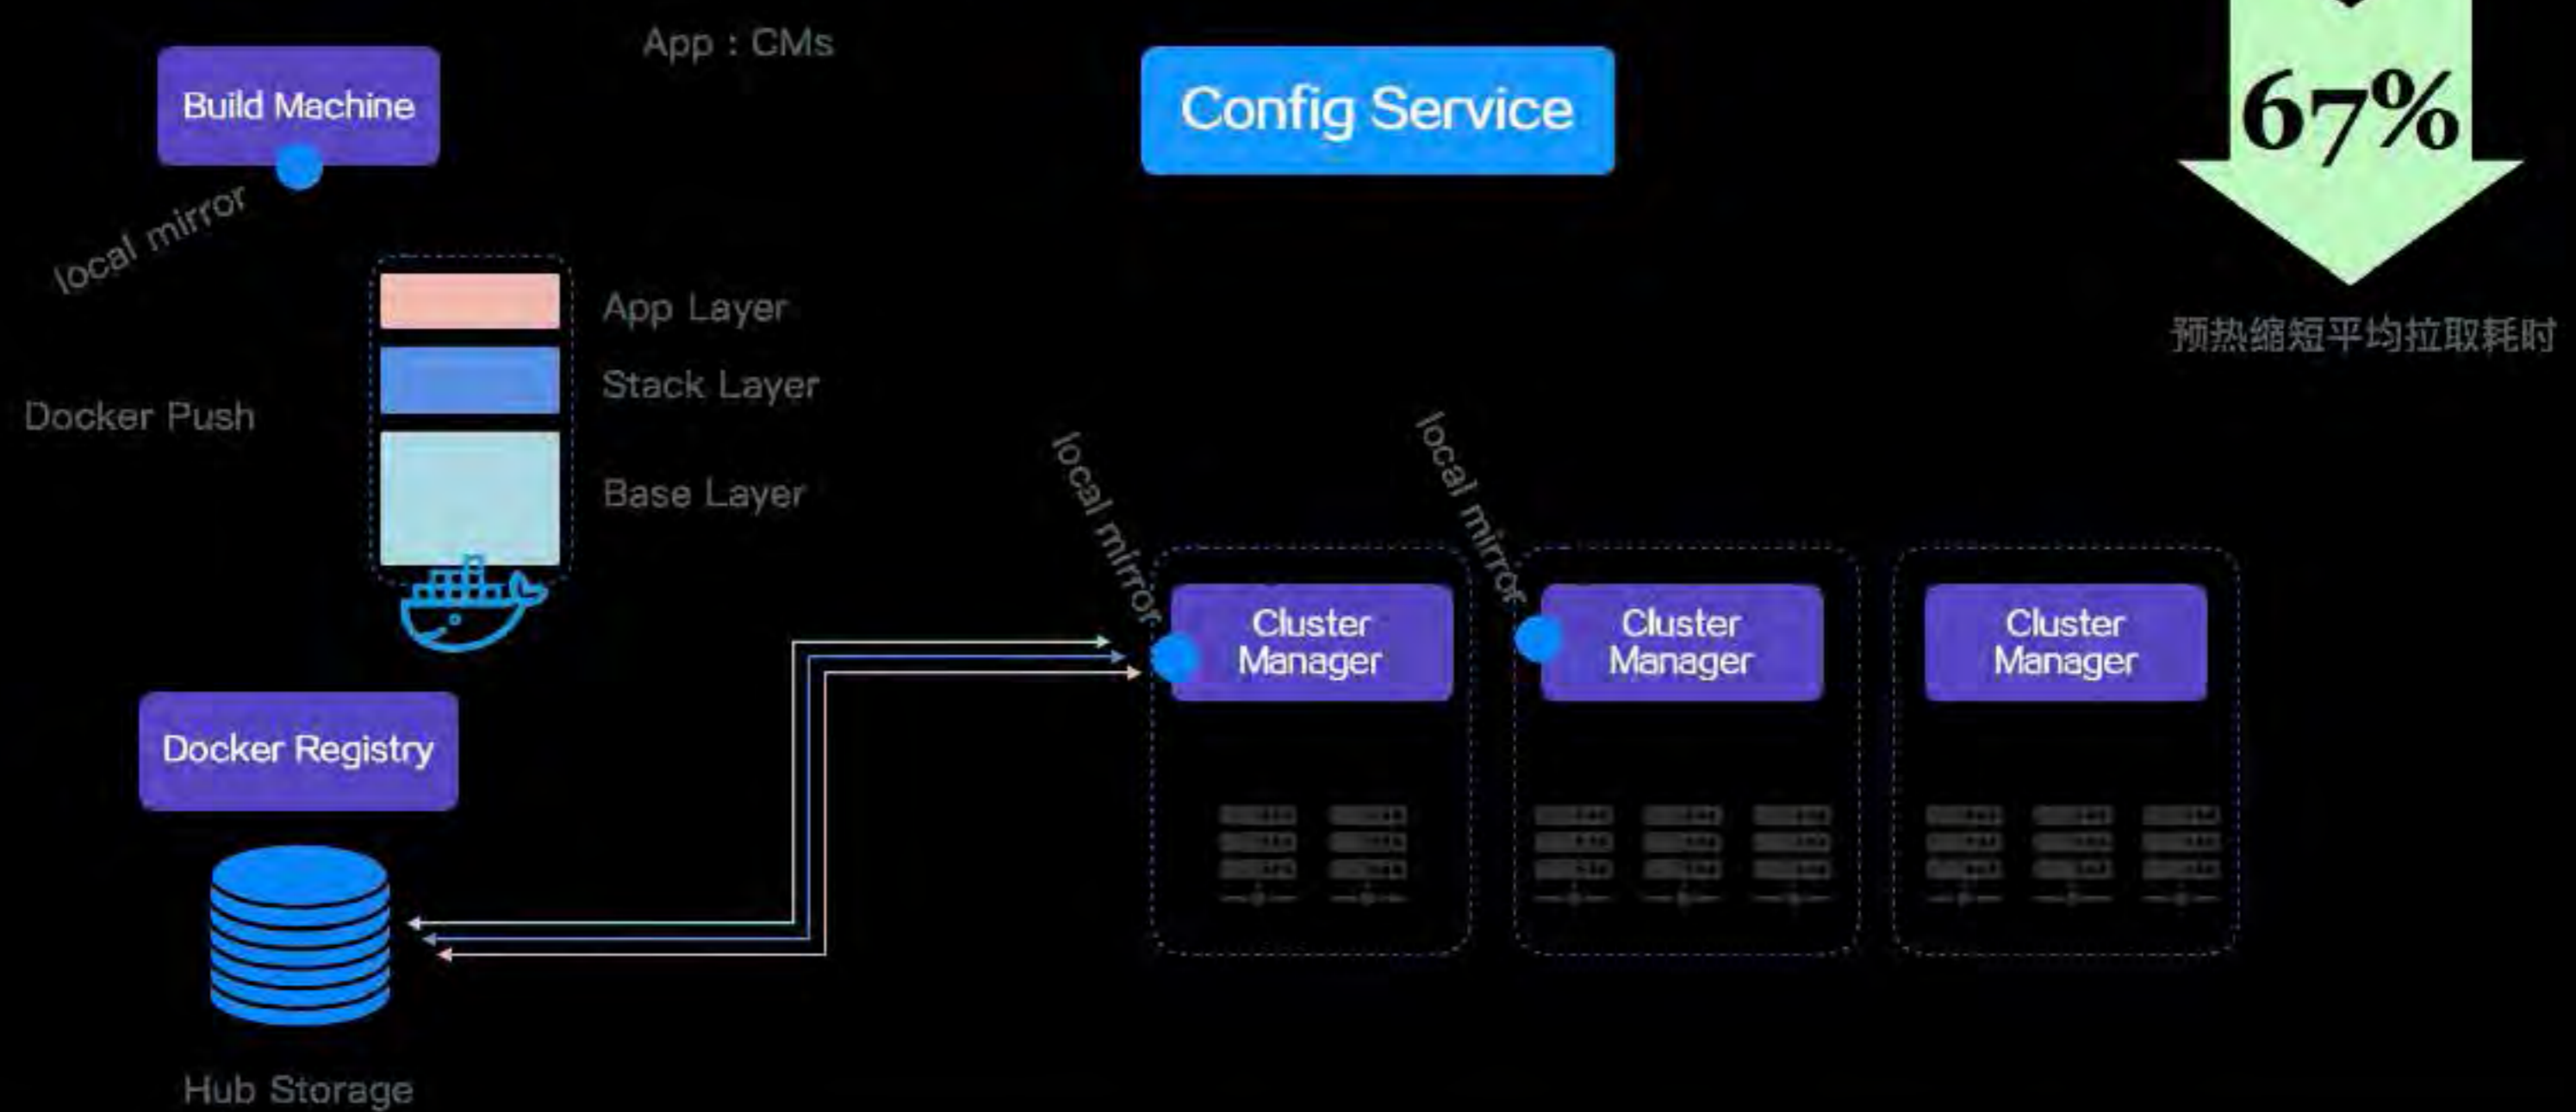 App : CMs
Build Machine
Config Service
67%
local mirror
App Layer
预热缩短平均拉取耗时
Stack Layer
Docker Push
Base Layer
local mirror
local mirror
Cluster
Manager
Cluster
Manager
Cluster
Manager
Docker Registry
Hub Storage